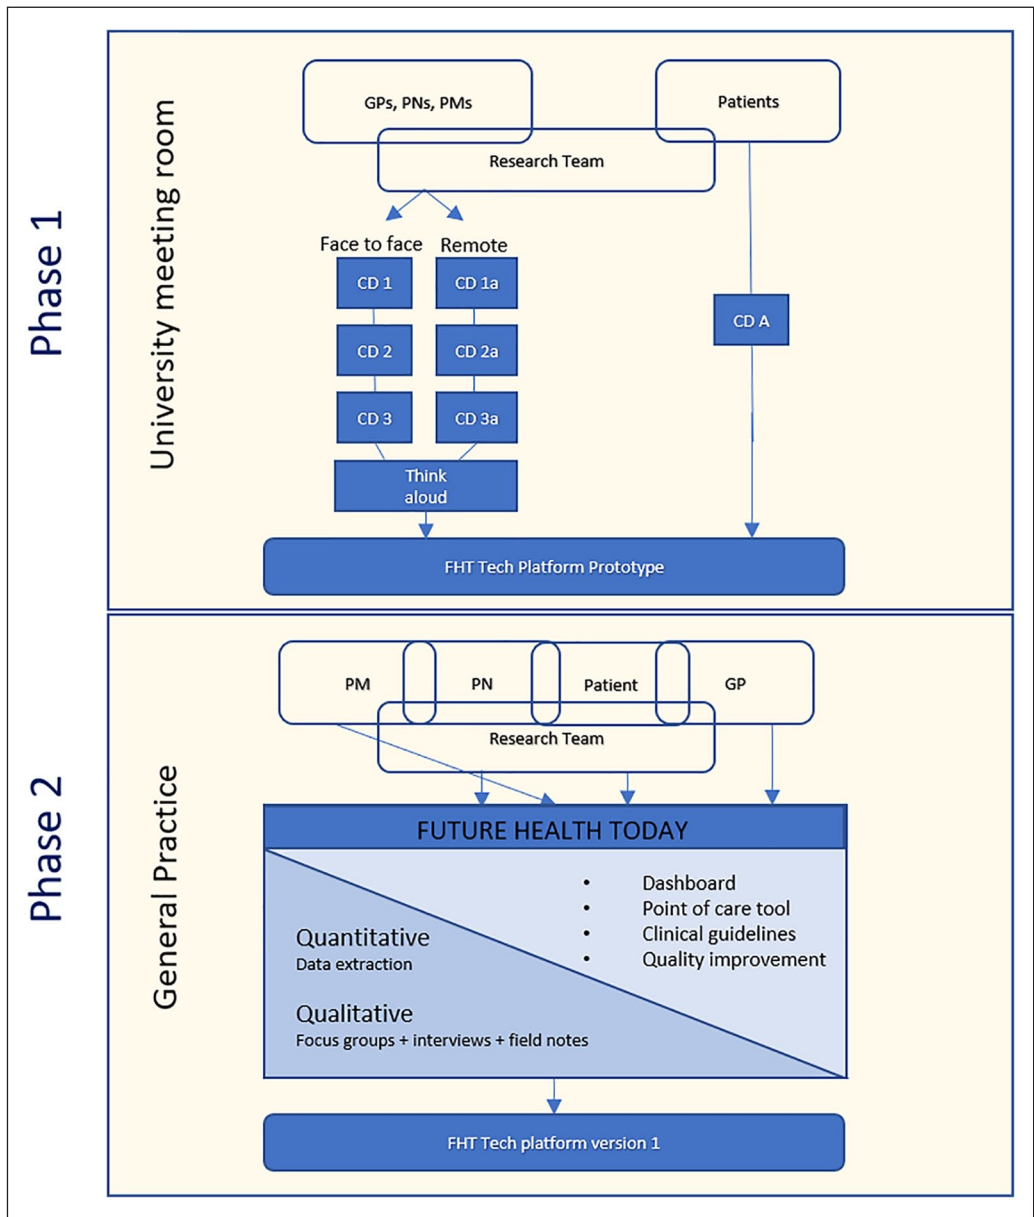 Phase 1
University meeting room
GPs, PNs, PMs
Patients
Research Team
Face to face
Remote
CD 1
CD 1a
CD A
CD 2
CD 2a
CD 3
CD 3a
Think
aloud
FHT Tech Platform Prototype
Phase 2
General Practice
PM
PN
Patient
GP
Research Team
FUTURE HEALTH TODAY
• Dashboard
• Point of care tool
• Clinical guidelines
• Quality improvement
Quantitative
Data extraction
Qualitative
Focus groups + interviews + field notes
FHT Tech platform version 1